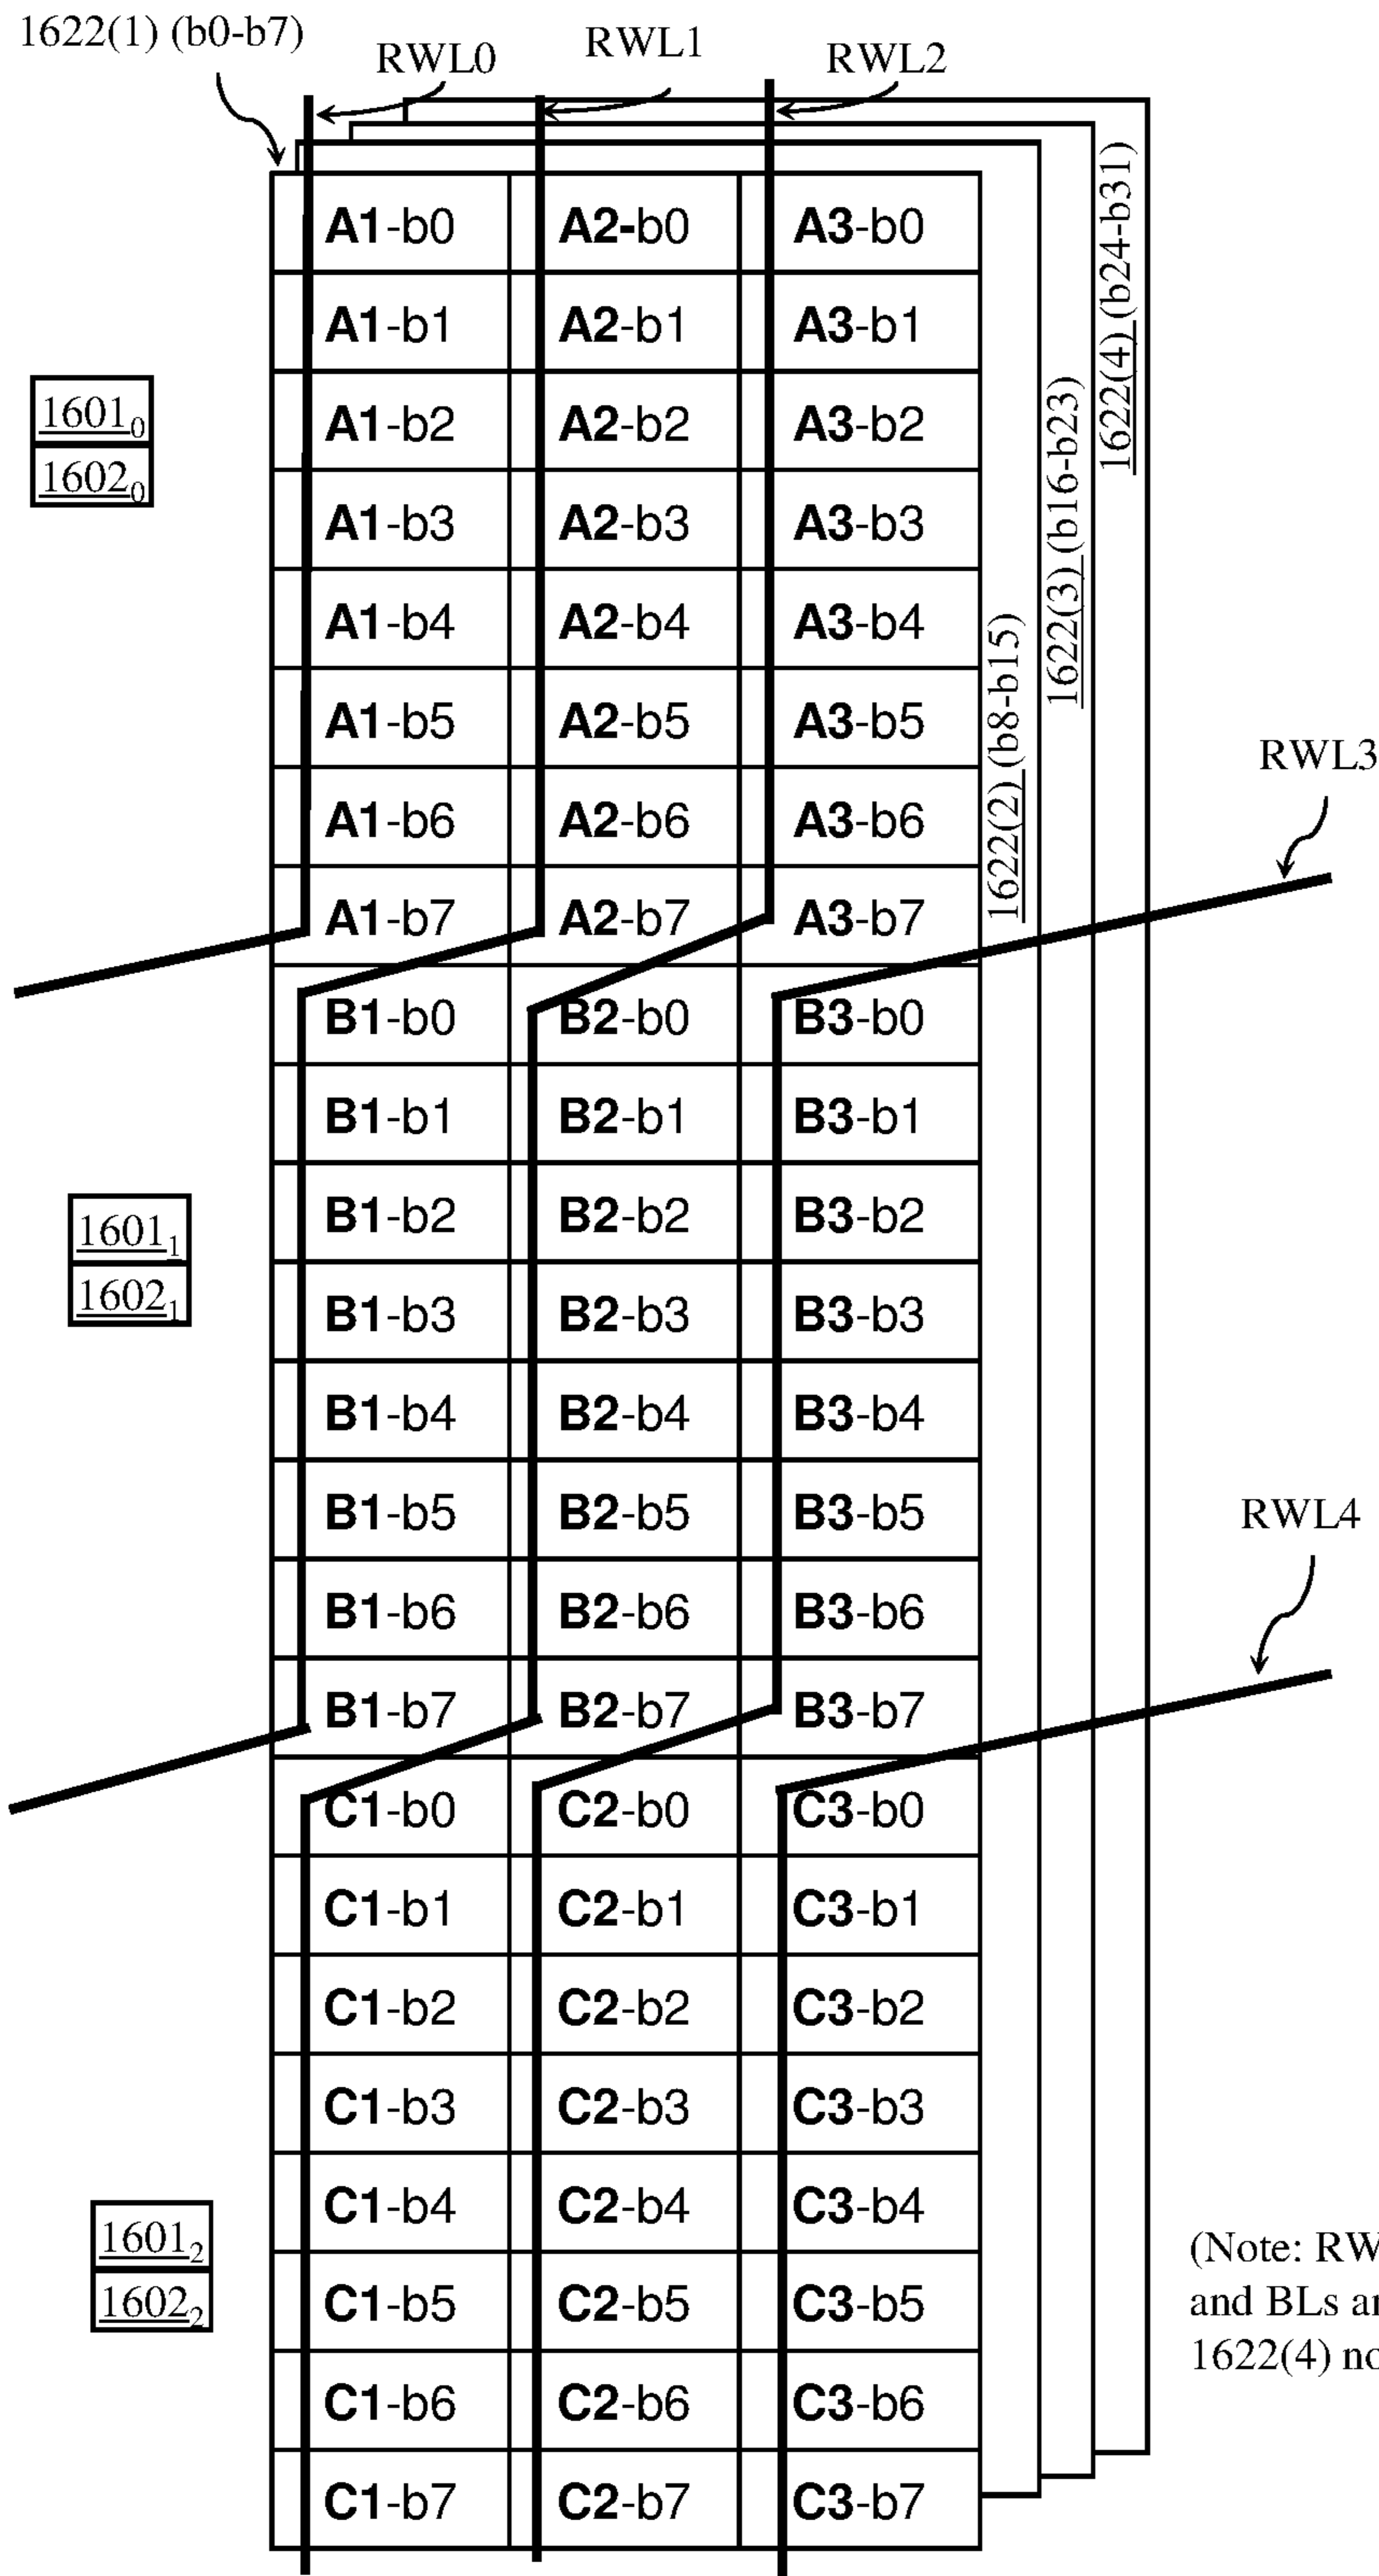 1622(1) (b0-b7)
RWL0
RWL1
RWL2
A1-b0 A2-b0 A3-b0
A1-b1 A2-b1 A3-b1
A1-b2 A2-b2 A3-b2
A1-b3 A2-b3 A3-b3
A1-b4 A2-b4 A3-b4
A1-b5 A2-b5 A3-b5
A1-b6 A2-b6 A3-b6
A1-b7 A2-b7 A3-b7
1601₀
1602₀
1622(2) (b8-b15)
1622(3) (b16-b23)
1622(4) (b24-b31)
RWL3
B1-b0 B2-b0 B3-b0
B1-b1 B2-b1 B3-b1
B1-b2 B2-b2 B3-b2
B1-b3 B2-b3 B3-b3
B1-b4 B2-b4 B3-b4
B1-b5 B2-b5 B3-b5
B1-b6 B2-b6 B3-b6
B1-b7 B2-b7 B3-b7
1601₁
1602₁
RWL4
C1-b0 C2-b0 C3-b0
C1-b1 C2-b1 C3-b1
C1-b2 C2-b2 C3-b2
C1-b3 C2-b3 C3-b3
C1-b4 C2-b4 C3-b4
C1-b5 C2-b5 C3-b5
C1-b6 C2-b6 C3-b6
C1-b7 C2-b7 C3-b7
1601₂
1602₂
(Note:
and BLs
1622(4)